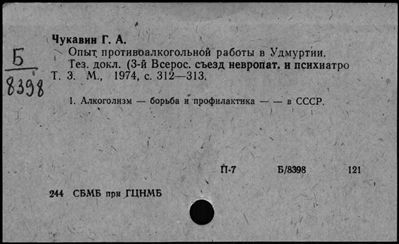 Чукавин Г. А.
Опыт противоалкогольной работы в Удмуртии.
Тез. докл. (3-й Всерос. съезд невропат. и психиатро
Т. 3. М., 1974, с. 312—313.
Б
8398
1. Алкоголизм — борьба и профилактика — — в СССР.
П-7 Б/8398 121
244 СБМБ при ГЦНМБ